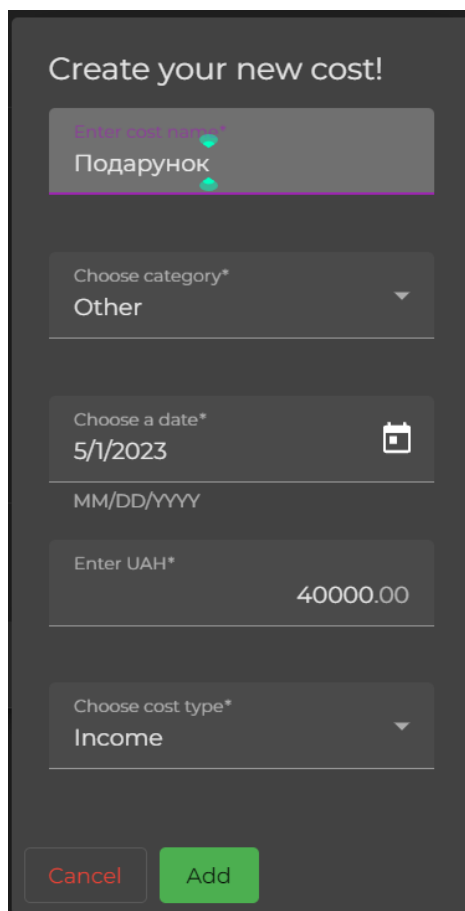 Create your new cost!
Enter cost name*
Подарунок
Choose category*
Other
Choose a date*
5/1/2023
MM/DD/YYYY
Enter UAH*
40000.00
Choose cost type*
Income
Cancel Add